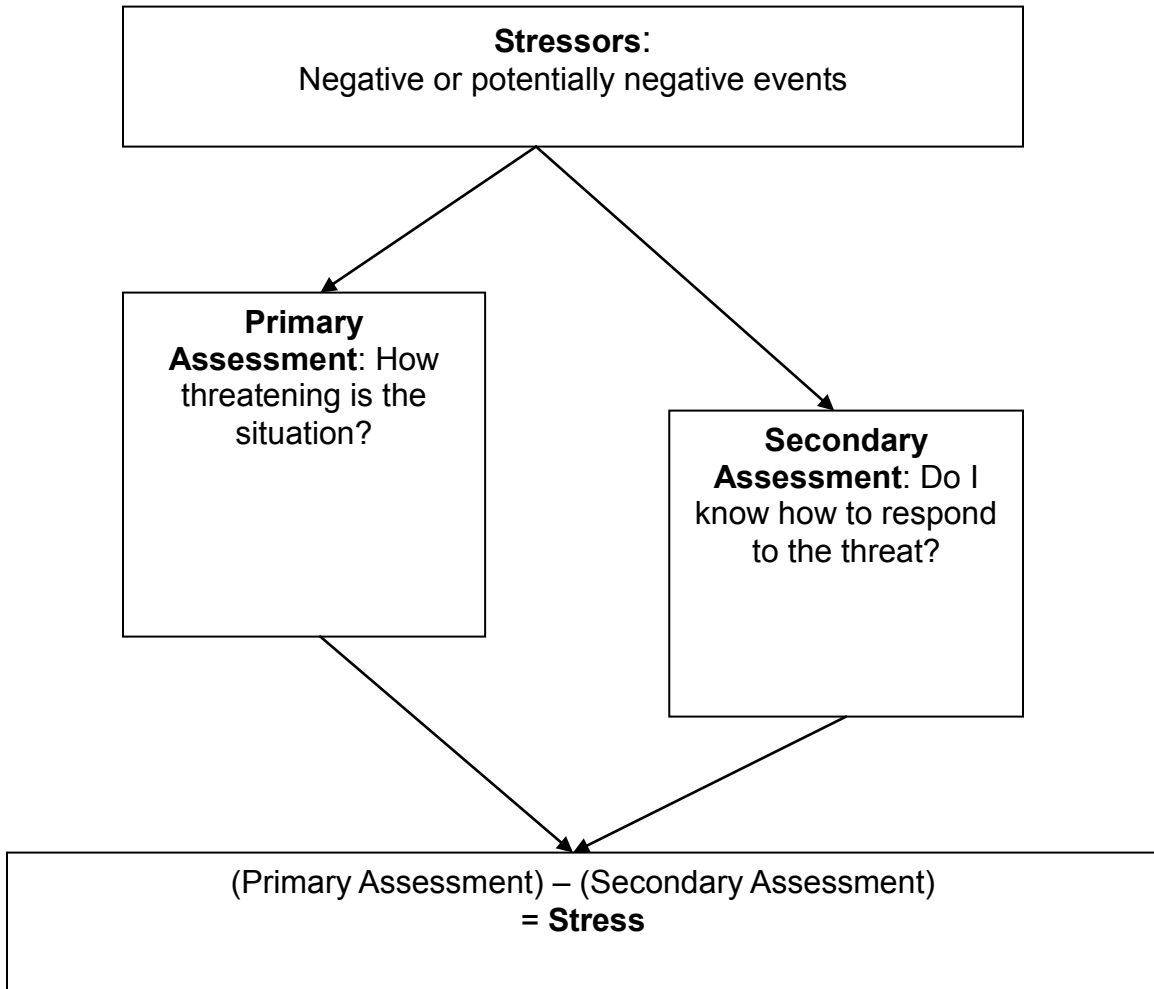 Stressors:
Negative or potentially negative events
Primary
Assessment: How
threatening is the
situation?
Secondary
Assessment: Do I
know how to respond
to the threat?
(Primary Assessment) – (Secondary Assessment)
= Stress